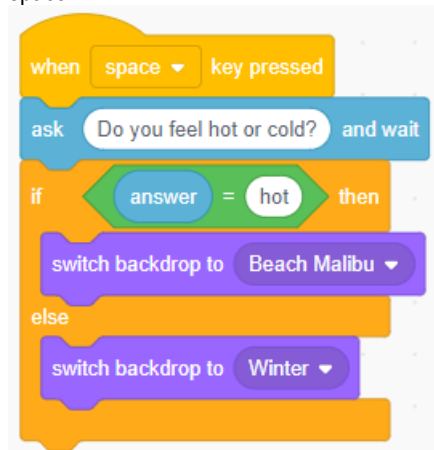 when space key pressed
ask Do you feel hot or cold? and wait
if answer = hot then
switch backdrop to Beach Malibu
else
switch backdrop to Winter